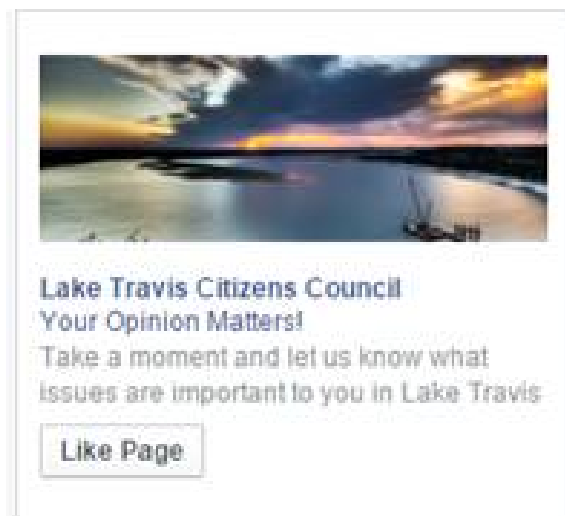 Lake Travis Citizens Council
Your Opinion Matters!
Take a moment and let us know what
issues are important to you in Lake Travis
Like Page